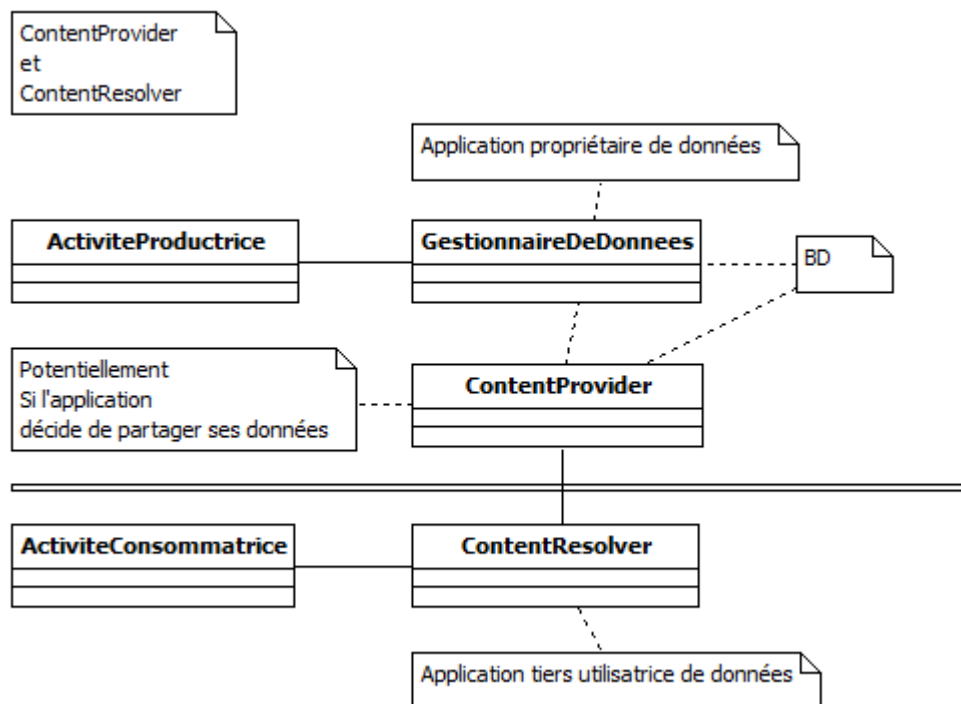 ContentProvider
et
ContentResolver
Application propriétaire de données
ActiviteProductrice
GestionnaireDeDonnees
BD
Potentiellement
Si l'application
décide de partager ses données
ContentProvider
ActiviteConsommatrice
ContentResolver
Application tiers utilisatrice de données